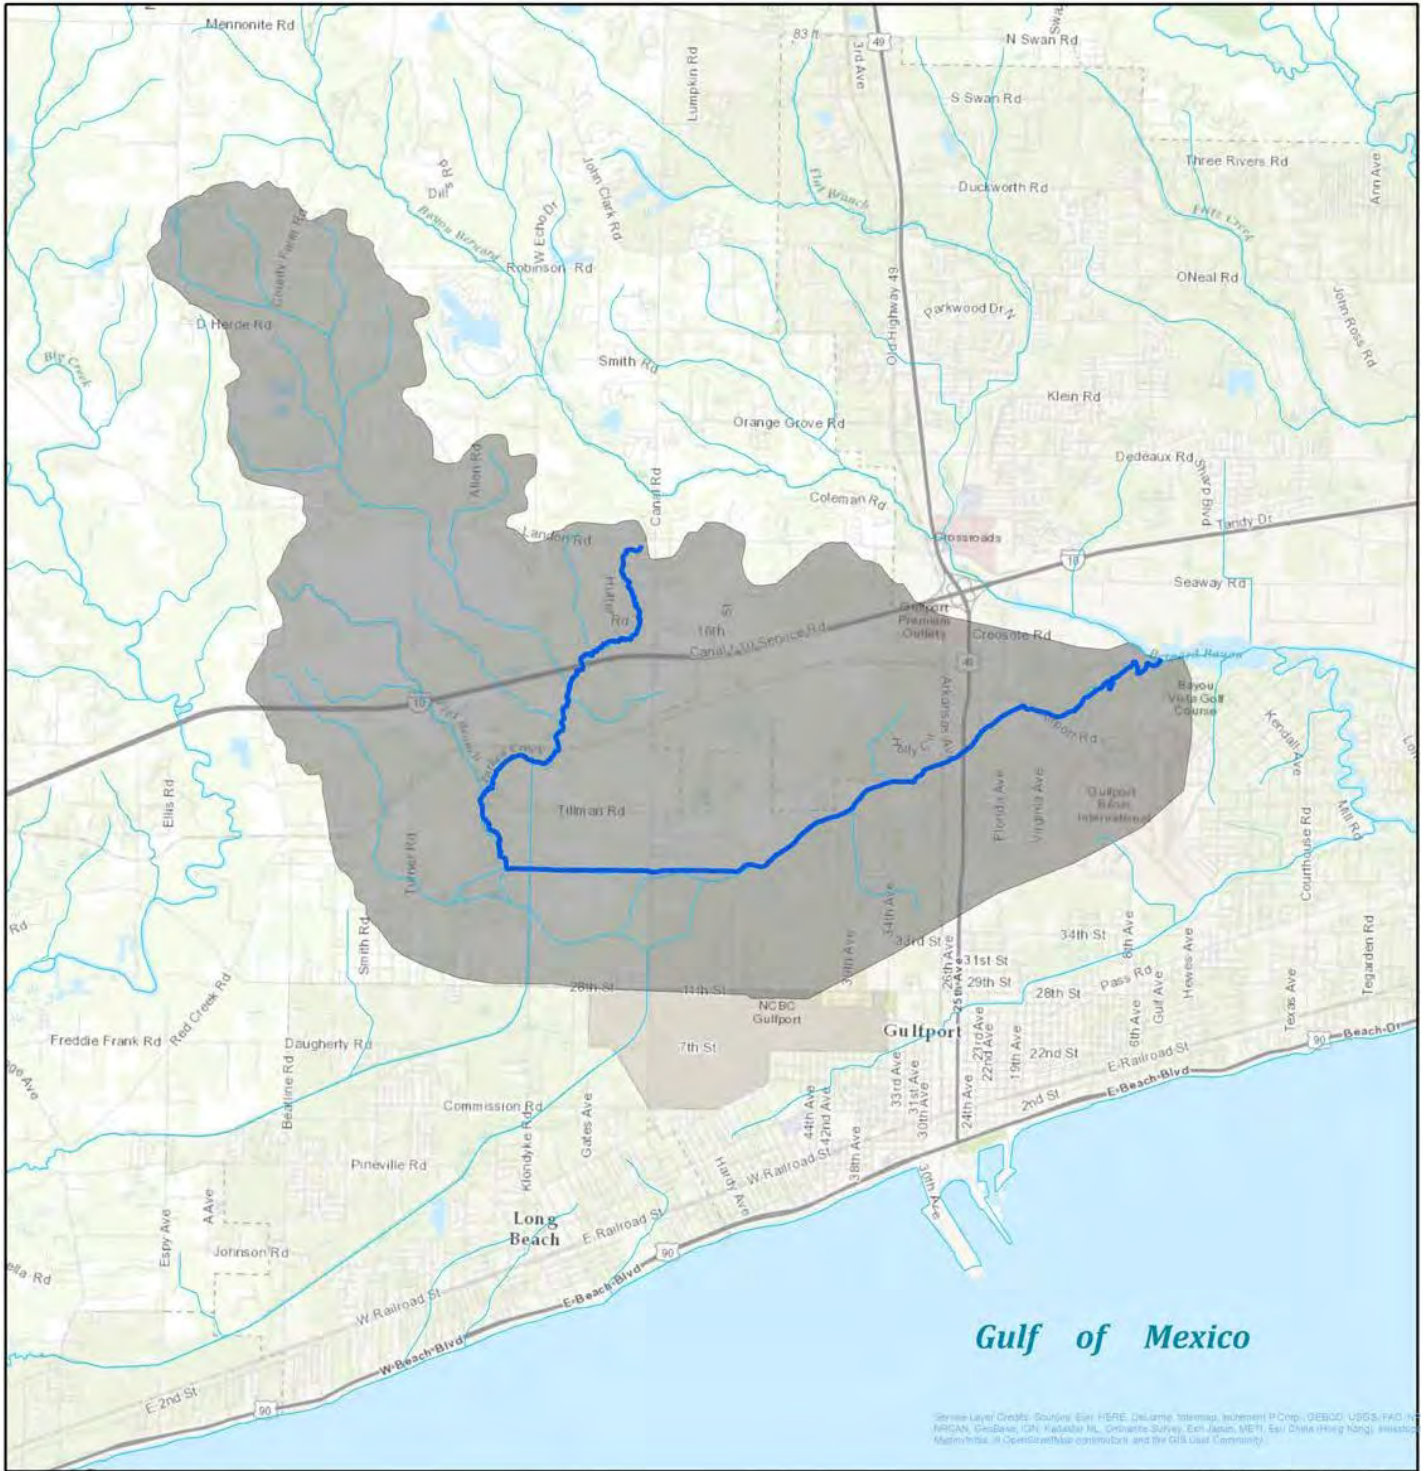 Mennonite Rd
Lumpkin Rd
83 ft
3rd Ave
49
N Swan Rd
S Swan Rd
Three Rivers Rd
Ann Ave
Duckworth Rd
Flat Branch
Fritz Creek
John Clark Rd
W Echo Dr
Bayou Bernard
Robinson Rd
ONeal Rd
County Farm Rd
D Herde Rd
Old Highway 49
Parkwood Dr N
John Ross Rd
Big Creek
Smith Rd
Klein Rd
Orange Grove Rd
Allen Rd
Canal Rd
Dedeaux Rd
Coleman Rd
Tandy Dr
Landon Rd
Crossroads
10
Seaway Rd
Rd
16th
St
Gulfport
Premium
Outlets
Creosote Rd
Bernard Bayou
49
Arkansas Av
Bayou
Vista Golf
Course
10
Kendall Ave
Tillman Rd
Florida Ave
Virginia Ave
Gulfport
Biloxi
International
Ellis Rd
Turner Rd
Mill Rd
Courthouse Rd
34th Ave
33rd St
34th St
Smith Rd
Rd
31st St
26th Ave
25th Ave
29th St
28th St
Pass Rd
Hewes Ave
Gulf Ave
Texas Ave
Tegarden Rd
28th St
11th St
NCBC
Gulfport
Gulfport
Freddie Frank Rd
Red Creek Rd
Daugherty Rd
7th St
22nd St
E Railroad St
90
Beach Dr
E Beach Blvd
2nd St
33rd Ave
31st Ave
30th Ave
23rd Ave
22nd Ave
19th Ave
24th Ave
Beatline Rd
Commission Rd
Gates Ave
44th Ave
42nd Ave
38th Ave
Pineville Rd
Klondyke Rd
Hardy Ave
W Railroad St
30th Ave
Espy Ave
A Ave
Long
Beach
E Railroad St
Johnson Rd
90
E Beach Blvd
W Railroad St
W Beach Blvd
E 2nd St
90
Gulf of Mexico